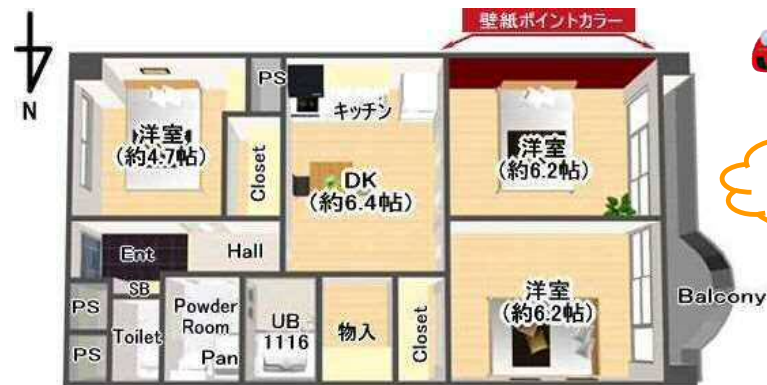 壁紙ポイントカラー
N
PS
キッチン
洋室
(約4.7帖)
Closet
DK
(約6.4帖)
洋室
(約6.2帖)
Ent
Hall
SB
PS
PS
Toilet
Powder
Room
Pan
UB
1116
物入
Closet
洋室
(約6.2帖)
Balcony